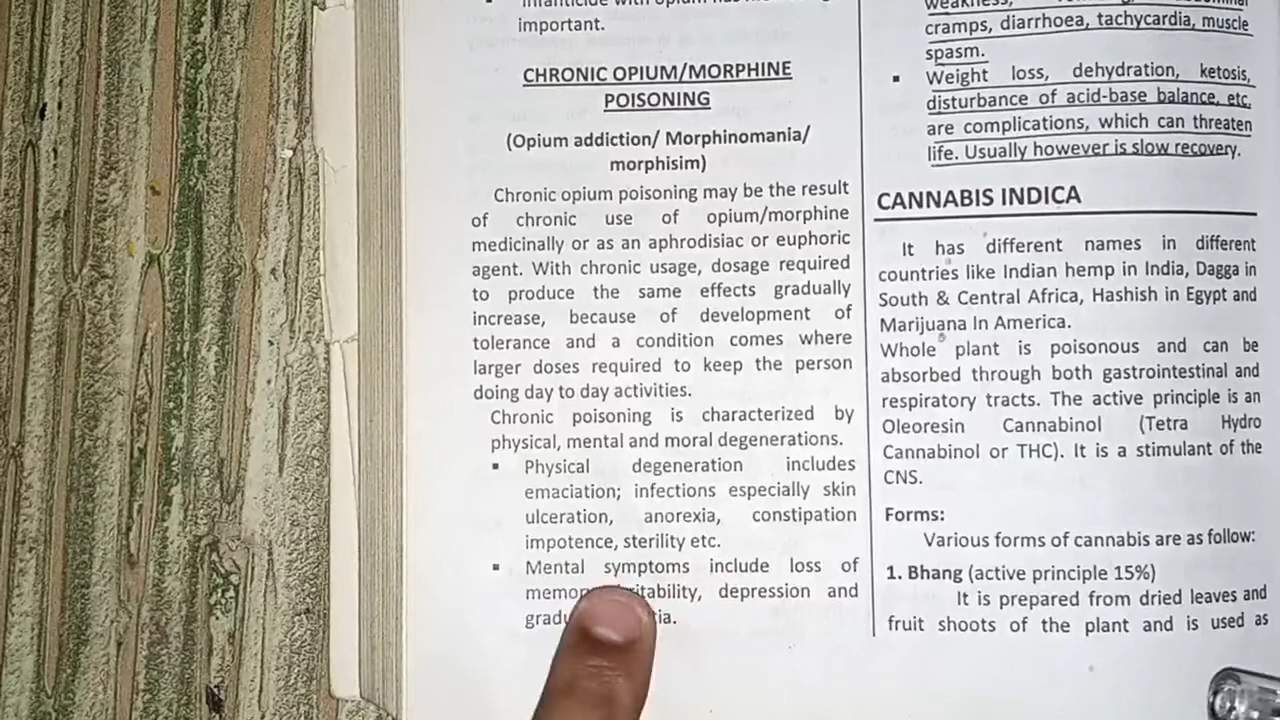 important.
CHRONIC OPIUM/MORPHINE
POISONING
(Opium addiction/ Morphinomania/
morphisim)
Chronic opium poisoning may be the result
of chronic use of opium/morphine
medicinally or as an aphrodisiac or euphoric
agent. With chronic usage, dosage required
to produce the same effects gradually
increase, because of development of
tolerance and a condition comes where
larger doses required to keep the person
doing day to day activities.
Chronic poisoning is characterized by
physical, mental and moral degenerations.
▪ Physical degeneration includes
emaciation; infections especially skin
ulceration, anorexia, constipation
impotence, sterility etc.
▪ Mental symptoms include loss of
depression and
cramps, diarrhoea, tachycardia, muscle
spasm.
▪ Weight loss, dehydration, ketosis,
disturbance of acid-base balance, etc,
are complications, which can threaten
life. Usually however is slow recovery.
CANNABIS INDICA
It has different names in different
countries like Indian hemp in India, Dagga in
South & Central Africa, Hashish in Egypt and
Marijuana In America.
Whole plant is poisonous and can be
absorbed through both gastrointestinal and
respiratory tracts. The active principle is an
Oleoresin Cannabinol (Tetra Hydro
Cannabinol or THC). It is a stimulant of the
CNS.
Forms:
Various forms of cannabis are as follow:
1. Bhang (active principle 15%)
It is prepared from dried leaves and
fruit shoots of the plant and is used as